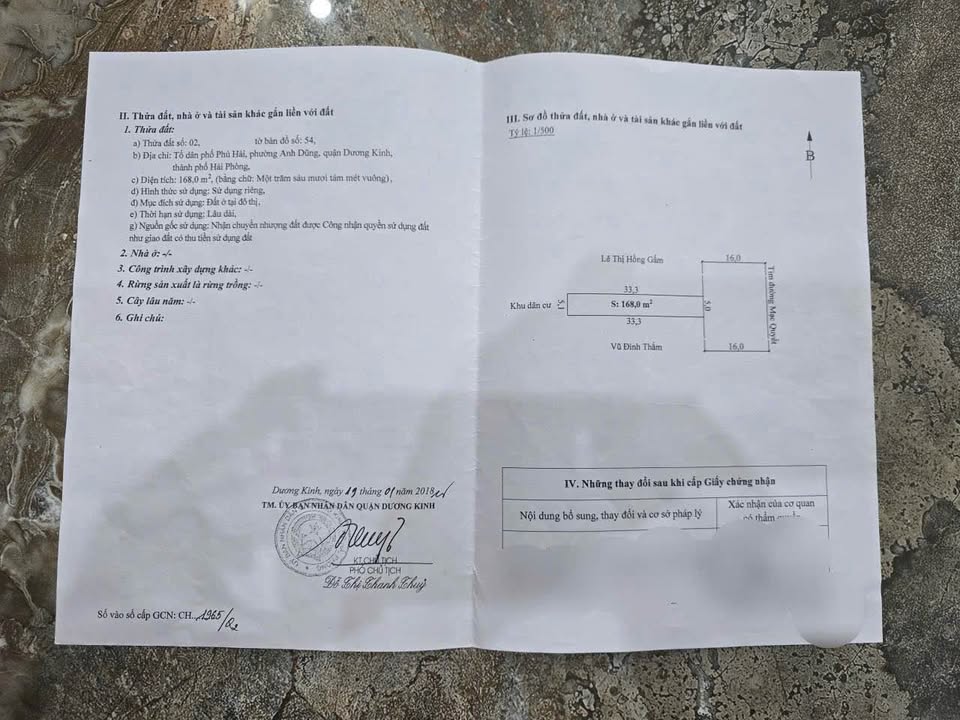 II. Thửa đất, nhà ở và tài sản khác gắn liền với đất
1. Thửa đất:
a) Thửa đất số: 02, tờ bản đồ số: 54,
b) Địa chỉ: Tổ dân phố Phú Hải, phường Anh Dũng, quận Dương Kinh,
thành phố Hải Phòng,
c) Diện tích: 168,0 m², (bằng chữ: Một trăm sáu mươi tám mét vuông),
d) Hình thức sử dụng: Sử dụng riêng,
đ) Mục đích sử dụng: Đất ở tại đô thị,
e) Thời hạn sử dụng: Lâu dài,
g) Nguồn gốc sử dụng: Nhận chuyển nhượng đất được Công nhận quyền sử dụng đất
như giao đất có thu tiền sử dụng đất
2. Nhà ở: -/-
3. Công trình xây dựng khác: -/-
4. Rừng sản xuất là rừng trồng: -/-
5. Cây lâu năm: -/-
6. Ghi chú:
Dương Kinh, ngày 19 tháng 01 năm 2018
TM. ỦY BAN NHÂN DÂN QUẬN DƯƠNG KINH
KT.CHỦ TỊCH
PHÓ CHỦ TỊCH
Đỗ Thị Thanh Thuỷ
Số vào sổ cấp GCN: CH..1965/
III. Sơ đồ thửa đất, nhà ở và tài sản khác gắn liền với đất
Tỷ lệ: 1/500
B
Lê Thị Hồng Gấm
16,0
33,3
Khu dân cư
5,1
S: 168,0 m²
5,0
Tim đường Mạc Quyết
33,3
Vũ Đình Thắm
16,0
IV. Những thay đổi sau khi cấp Giấy chứng nhận
Nội dung bổ sung, thay đổi và cơ sở pháp lý
Xác nhận của cơ quan
có thẩm quyền